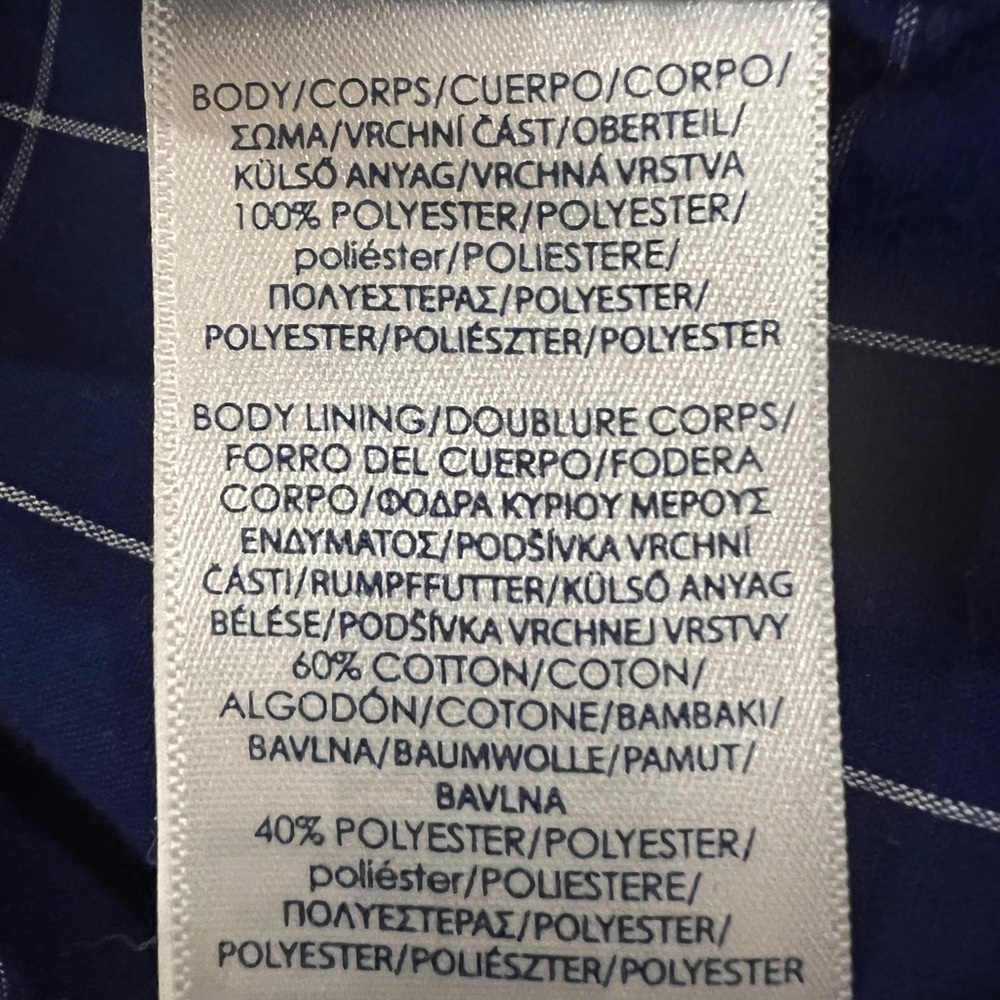 BODY/CORPS/CUERPO/CORPO/
ΣΩΜΑ/VRCHNÍ ČÁST/OBERTEIL/
KÜLSŐ ANYAG/VRCHNÁ VRSTVA
100% POLYESTER/POLYESTER/
poliéster/POLIESTERE/
ΠΟΛΥΕΣΤΕΡΑΣ/POLYESTER/
POLYESTER/POLIÉSZTER/POLYESTER
BODY LINING/DOUBLURE CORPS/
FORRO DEL CUERPO/FODERA
CORPO/ΦΟΔΡΑ ΚΥΡΙΟΥ ΜΕΡΟΥΣ
ΕΝΔΥΜΑΤΟΣ/PODŠÍVKA VRCHNÍ
ČÁSTI/RUMPFFUTTER/KÜLSŐ ANYAG
BÉLÉSE/PODŠÍVKA VRCHNEJ VRSTVY
60% COTTON/COTON/
ALGODÓN/COTONE/BAMBAKI/
BAVLNA/BAUMWOLLE/PAMUT/
BAVLNA
40% POLYESTER/POLYESTER/
poliéster/POLIESTERE/
ΠΟΛΥΕΣΤΕΡΑΣ/POLYESTER/
POLYESTER/POLIÉSZTER/POLYESTER